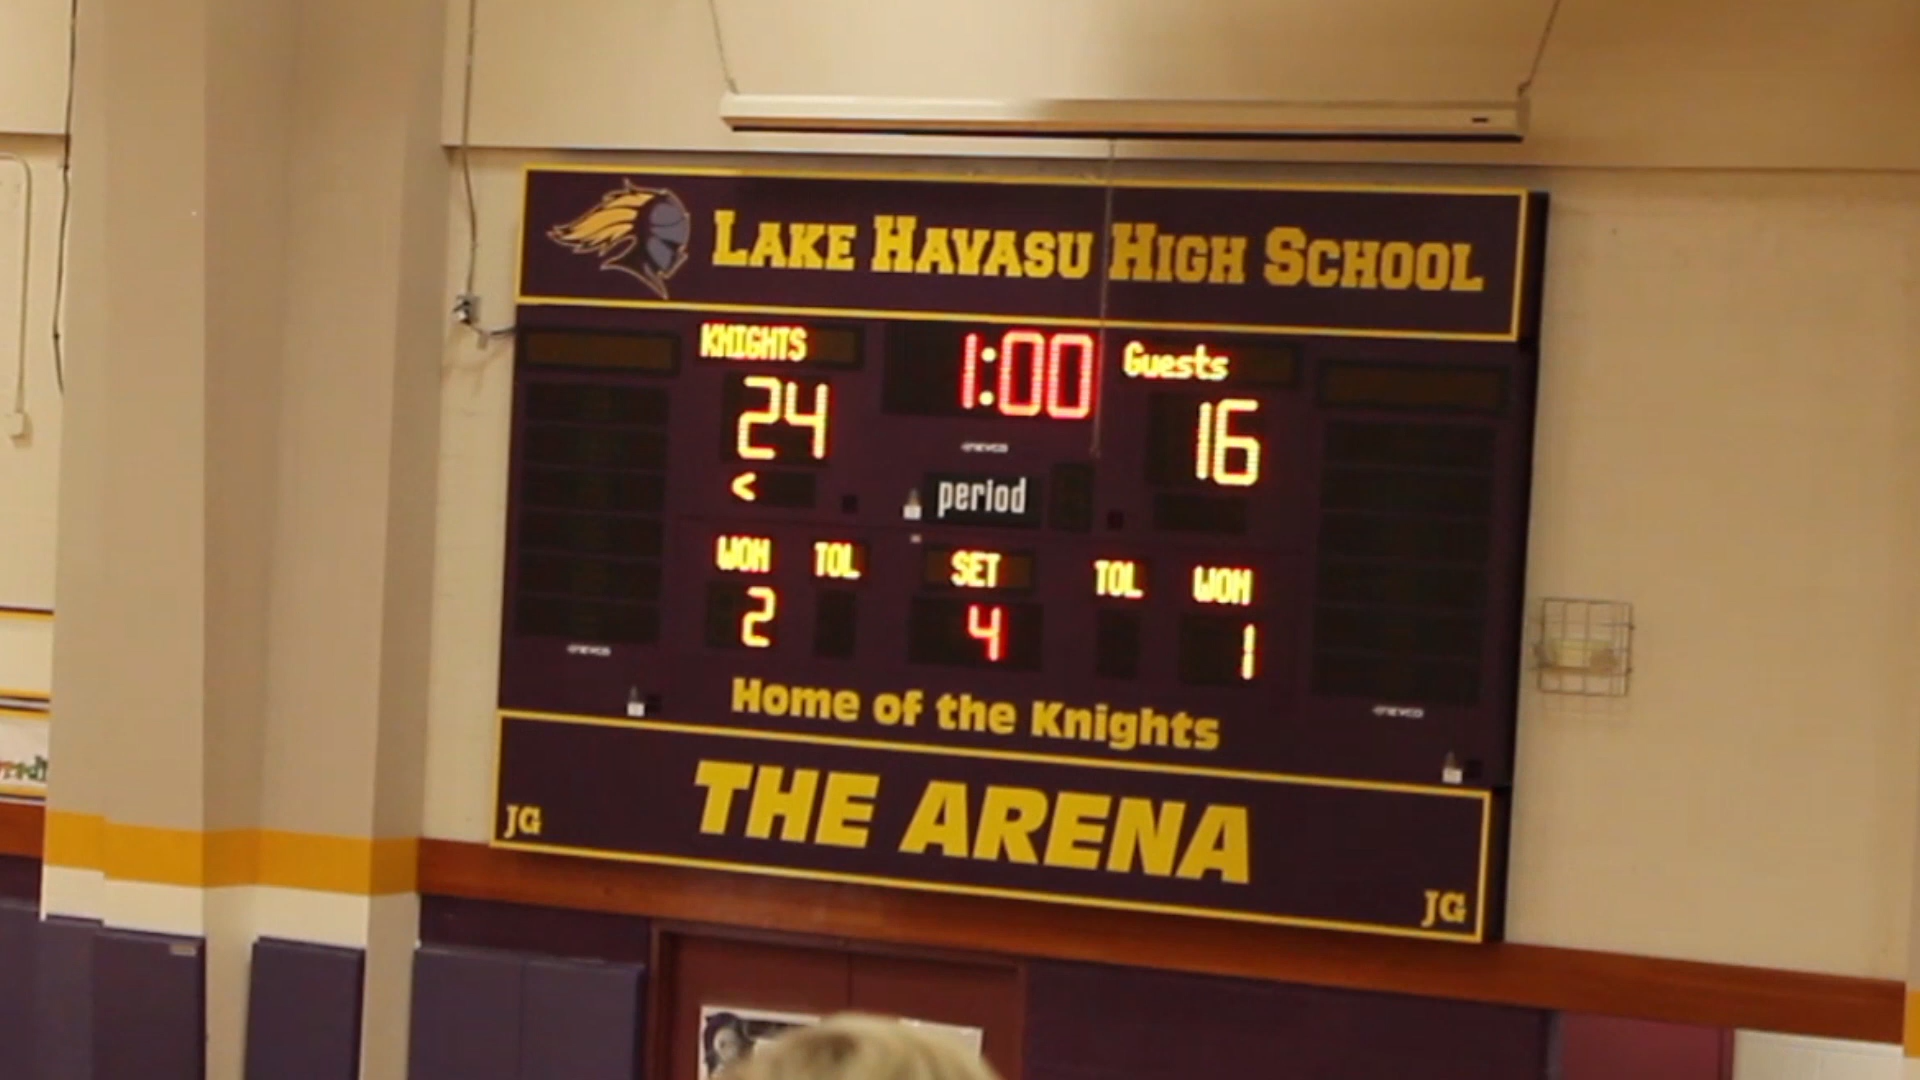 LAKE HAVASU HIGH SCHOOL
KNIGHTS 1:00 Guests
24 16
< period
WON TOL SET TOL WON
2 4 1
Home of the Knights
THE ARENA
JG JG